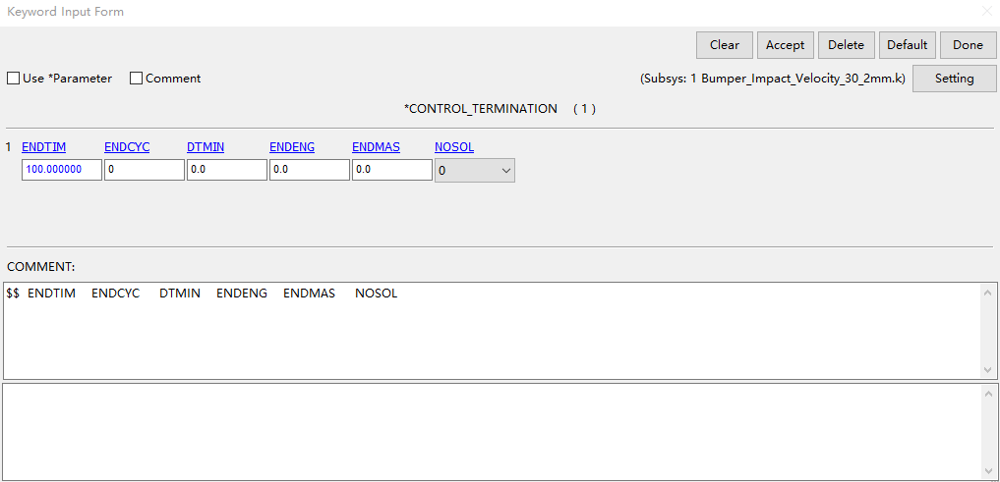 Keyword Input Form
Clear Accept Delete Default Done
Use *Parameter Comment (Subsys: 1 Bumper_Impact_Velocity_30_2mm.k) Setting
*CONTROL_TERMINATION ( 1 )
1 ENDTIM ENDCYC DTMIN ENDENG ENDMAS NOSOL
100.000000 0 0.0 0.0 0.0 0
COMMENT:
$$ ENDTIM ENDCYC DTMIN ENDENG ENDMAS NOSOL